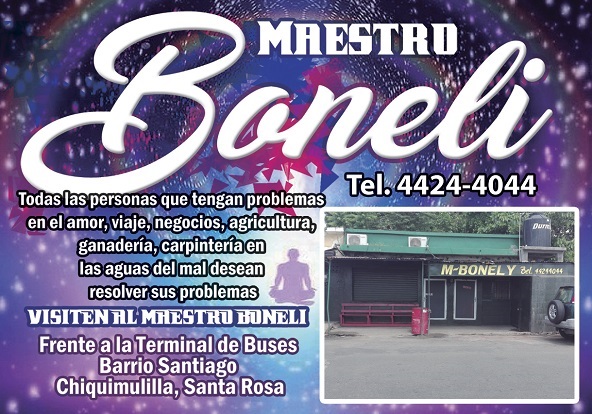 MAESTRO
Boneli
Tel. 4424-4044
Todas las personas que tengan problemas
en el amor, viaje, negocios, agricultura,
ganadería, carpintería en
las aguas del mal desean
resolver sus problemas
VISITEN AL MAESTRO BONELI
Frente a la Terminal de Buses
Barrio Santiago
Chiquimulilla, Santa Rosa
M-BONELY Tel. 44244044